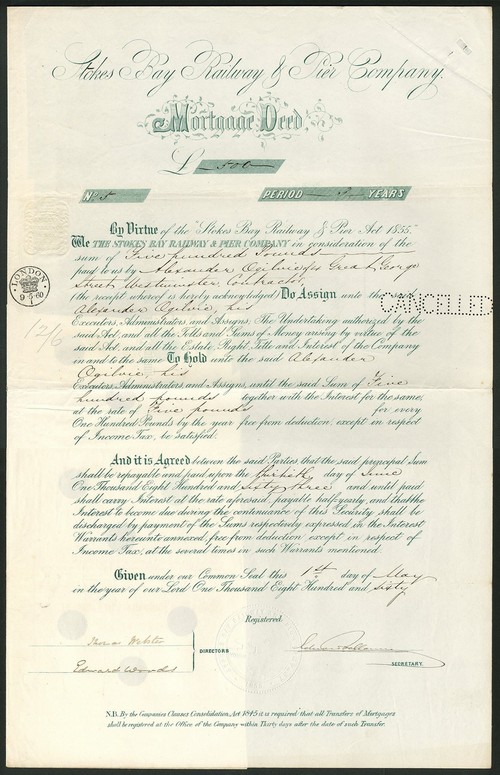 Stokes Bay Railway & Pier Company.
Mortgage Deed.
£ 500
No. 5 PERIOD YEARS
By Virtue of the "Stokes Bay Railway & Pier Act 1855."
We THE STOKES BAY RAILWAY & PIER COMPANY in consideration of the
sum of Five hundred Pounds
paid to us by Alexander Ogilvie of Great George
Street Westminster, Contractor,
(the receipt whereof is hereby acknowledged) Do Assign unto the said
Alexander Ogilvie, his
Executors, Administrators and Assigns, The Undertaking authorized by the
said Act, and all the Tolls and Sums of Money arising by virtue of the
said Act, and all the Estate, Right, Title and Interest of the Company
in and to the same To Hold unto the said Alexander
Ogilvie, his
Executors, Administrators and Assigns, until the said Sum of Five
hundred pounds together with the Interest for the same,
at the rate of Five pounds for every
One Hundred Pounds by the year free from deduction, except in respect
of Income Tax, be satisfied.
And it is Agreed between the said Parties that the said principal Sum
shall be repayable and paid upon the thirtieth day of June
One Thousand Eight Hundred and Sixty three and until paid
shall carry Interest at the rate aforesaid, payable half-yearly, and that the
Interest to become due during the continuance of this Security shall be
discharged by payment of the Sums respectively expressed in the Interest
Warrants hereunto annexed, free from deduction, except in respect of
Income Tax, at the several times in such Warrants mentioned.
Given under our Common Seal this 1st day of May
in the year of our Lord One Thousand Eight Hundred and Sixty
LONDON
9·5·60
1
2/6
CANCELLED
Registered,
Thomas Webster
DIRECTORS
Edward Woods
SECRETARY.
N.B. By the Companies Clauses Consolidation Act 1845 it is required that all Transfers of Mortgages
shall be registered at the Office of the Company within Thirty days after the date of such Transfer.